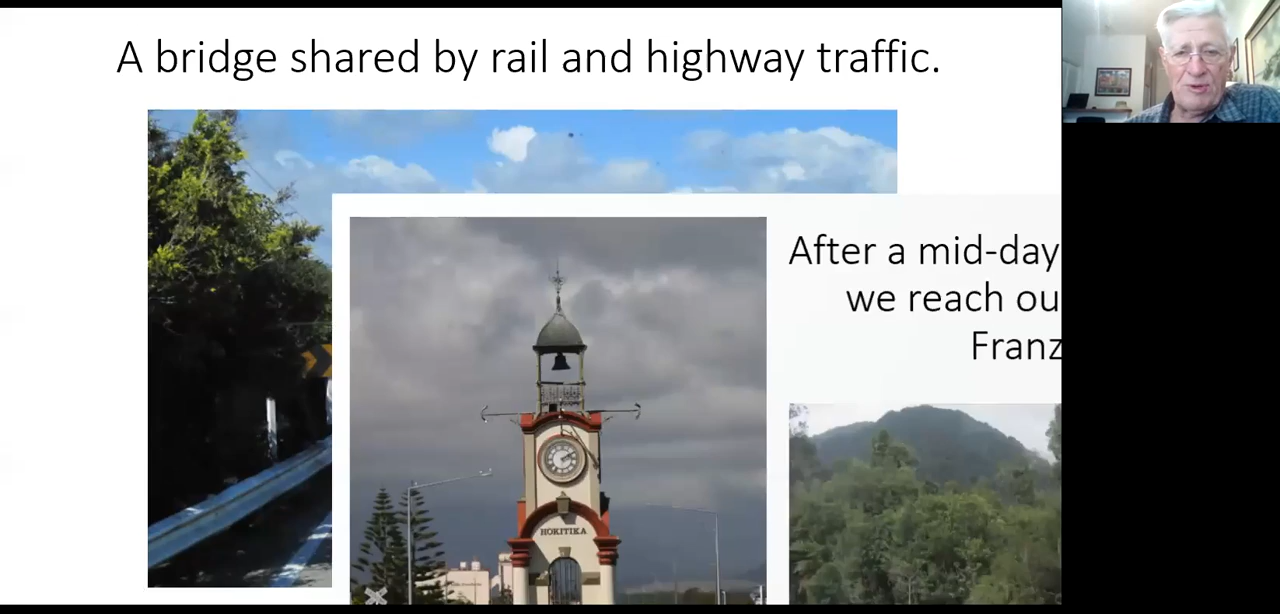 A bridge shared by rail and highway traffic.
After a mid-day
we reach ou
Franz
HOKITIKA